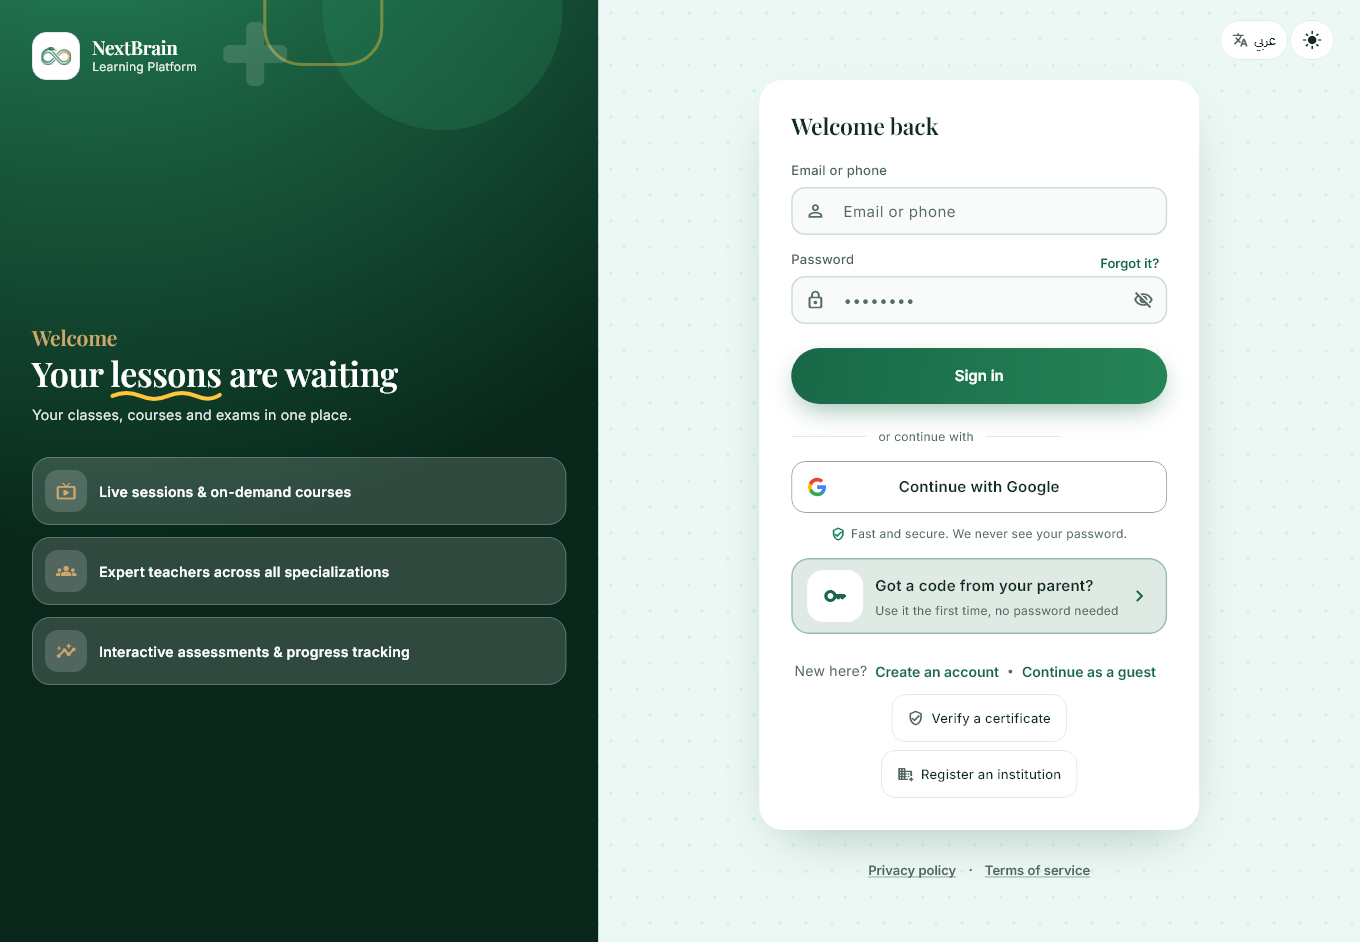 NextBrain
Learning Platform
Welcome
Your lessons are waiting
Your classes, courses and exams in one place.
Live sessions & on-demand courses
Expert teachers across all specializations
Interactive assessments & progress tracking
عربي
Welcome back
Email or phone
Email or phone
Password
Forgot it?
••••••••
Sign in
or continue with
Continue with Google
Fast and secure. We never see your password.
Got a code from your parent?
Use it the first time, no password needed
New here? Create an account • Continue as a guest
Verify a certificate
Register an institution
Privacy policy · Terms of service